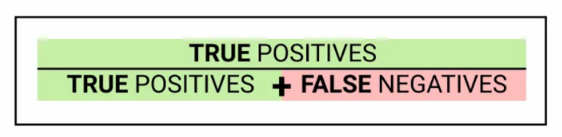 TRUE POSITIVES
TRUE POSITIVES + FALSE NEGATIVES